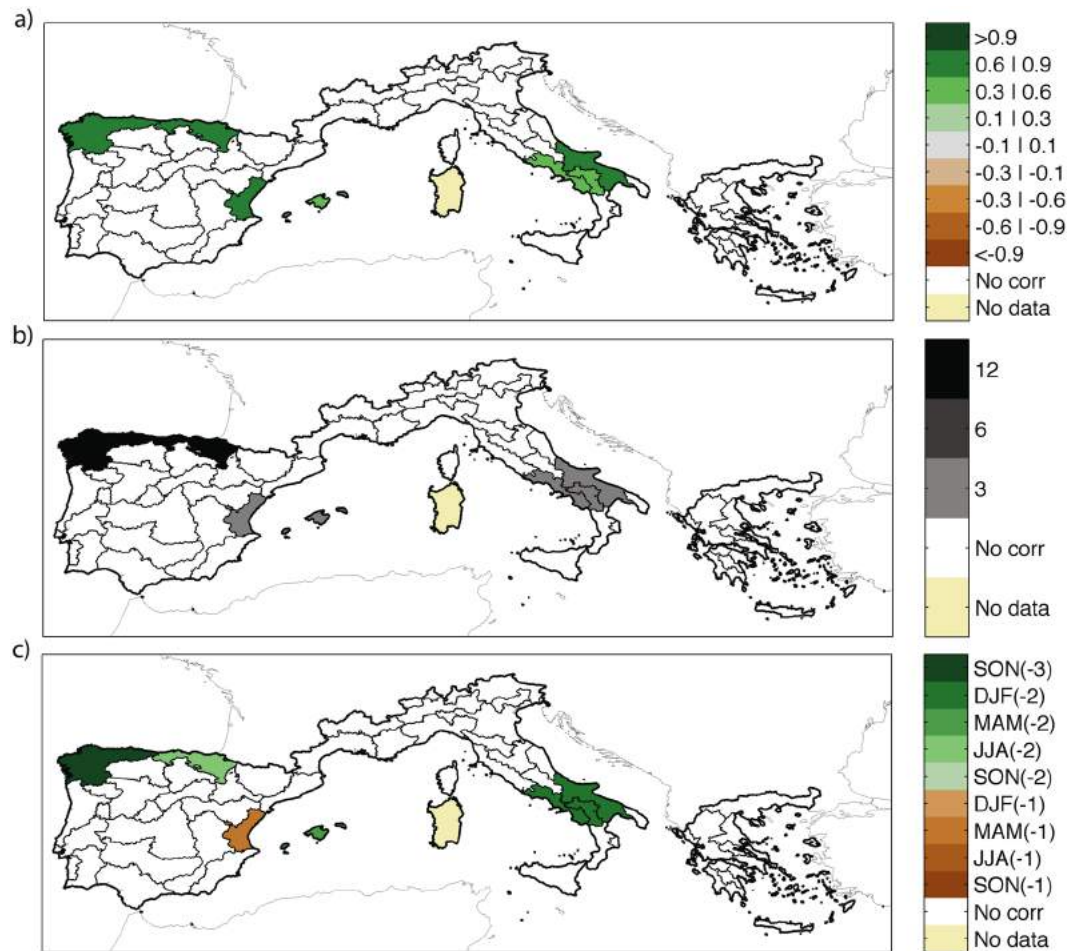 a)
>0.9
0.6 | 0.9
0.3 | 0.6
0.1 | 0.3
-0.1 | 0.1
-0.3 | -0.1
-0.3 | -0.6
-0.6 | -0.9
<-0.9
No corr
No data
b)
12
6
3
No corr
No data
c)
SON(-3)
DJF(-2)
MAM(-2)
JJA(-2)
SON(-2)
DJF(-1)
MAM(-1)
JJA(-1)
SON(-1)
No corr
No data